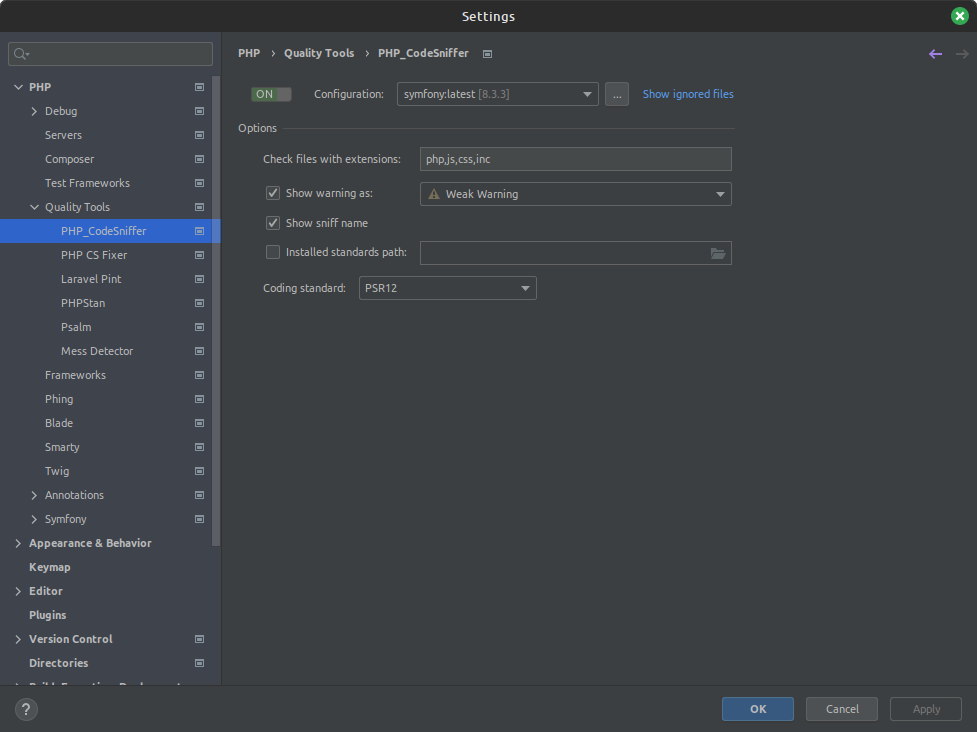 Settings
PHP › Quality Tools › PHP_CodeSniffer
PHP
Debug
Servers
Composer
Test Frameworks
Quality Tools
PHP_CodeSniffer
PHP CS Fixer
Laravel Pint
PHPStan
Psalm
Mess Detector
Frameworks
Phing
Blade
Smarty
Twig
Annotations
Symfony
Appearance & Behavior
Keymap
Editor
Plugins
Version Control
Directories
ON Configuration: symfony:latest [8.3.3] ... Show ignored files
Options
Check files with extensions: php,js,css,inc
Show warning as: Weak Warning
Show sniff name
Installed standards path:
Coding standard: PSR12
? OK Cancel Apply